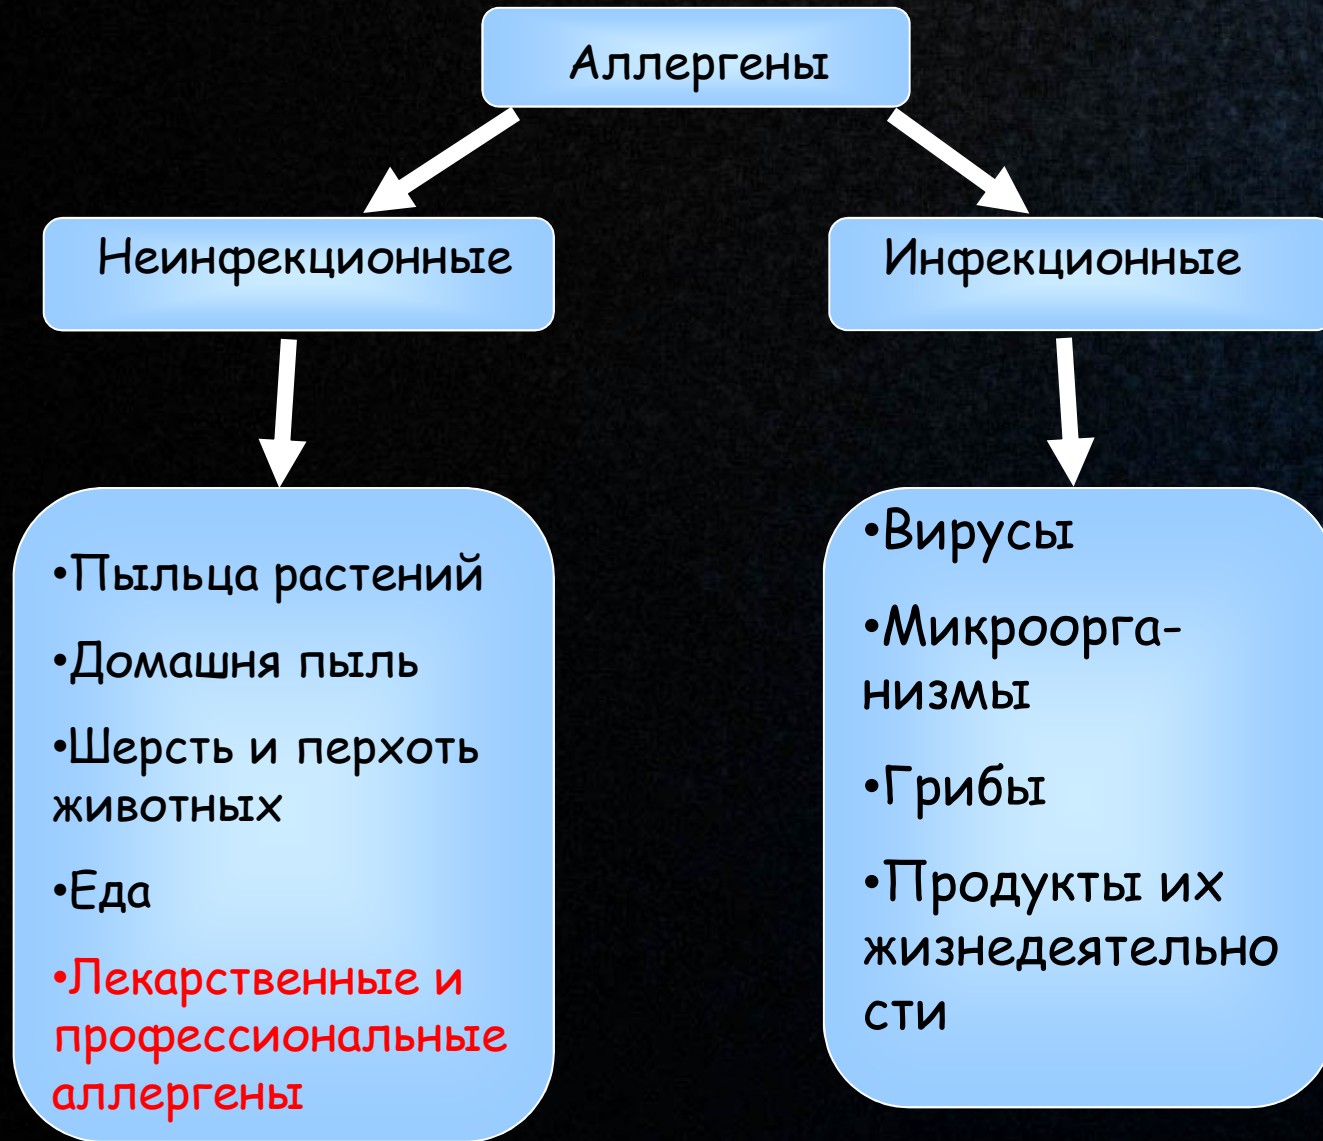 Аллергены
Неинфекционные
Инфекционные
•Пыльца растений
•Домашня пыль
•Шерсть и перхоть
животных
•Еда
•Лекарственные и
профессиональные
аллергены
•Вирусы
•Микроорга-
низмы
•Грибы
•Продукты их
жизнедеятельно
сти